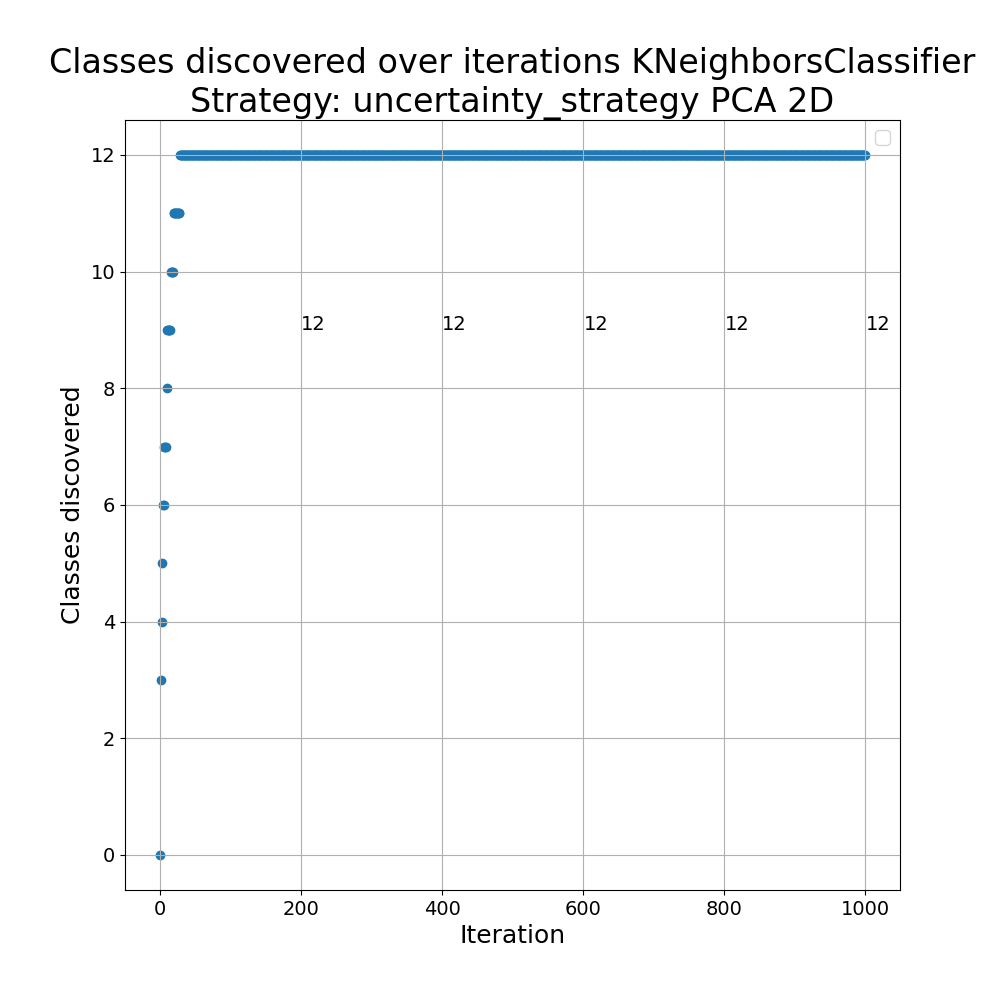 Classes discovered over iterations KNeighborsClassifier
Strategy: uncertainty_strategy PCA 2D
12
10
8
6
4
2
0
Classes discovered
12 12 12 12 12
0 200 400 600 800 1000
Iteration